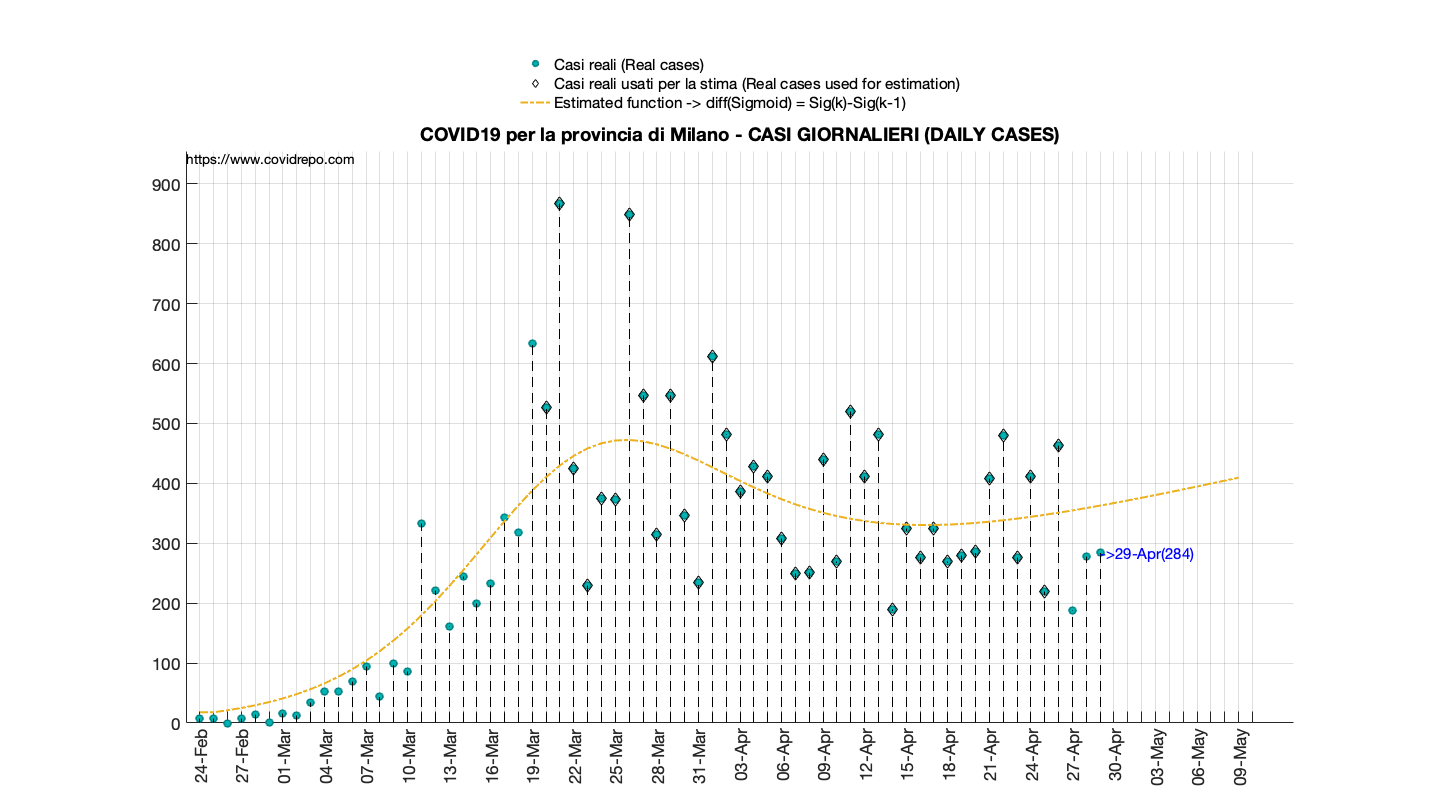 Casi reali (Real cases)
Casi reali usati per la stima (Real cases used for estimation)
Estimated function -> diff(Sigmoid) = Sig(k)-Sig(k-1)
COVID19 per la provincia di Milano - CASI GIORNALIERI (DAILY CASES)
https://www.covidrepo.com
900
800
700
600
500
400
300
200
100
0
->29-Apr(284)
24-Feb
27-Feb
01-Mar
04-Mar
07-Mar
10-Mar
13-Mar
16-Mar
19-Mar
22-Mar
25-Mar
28-Mar
31-Mar
03-Apr
06-Apr
09-Apr
12-Apr
15-Apr
18-Apr
21-Apr
24-Apr
27-Apr
30-Apr
03-May
06-May
09-May